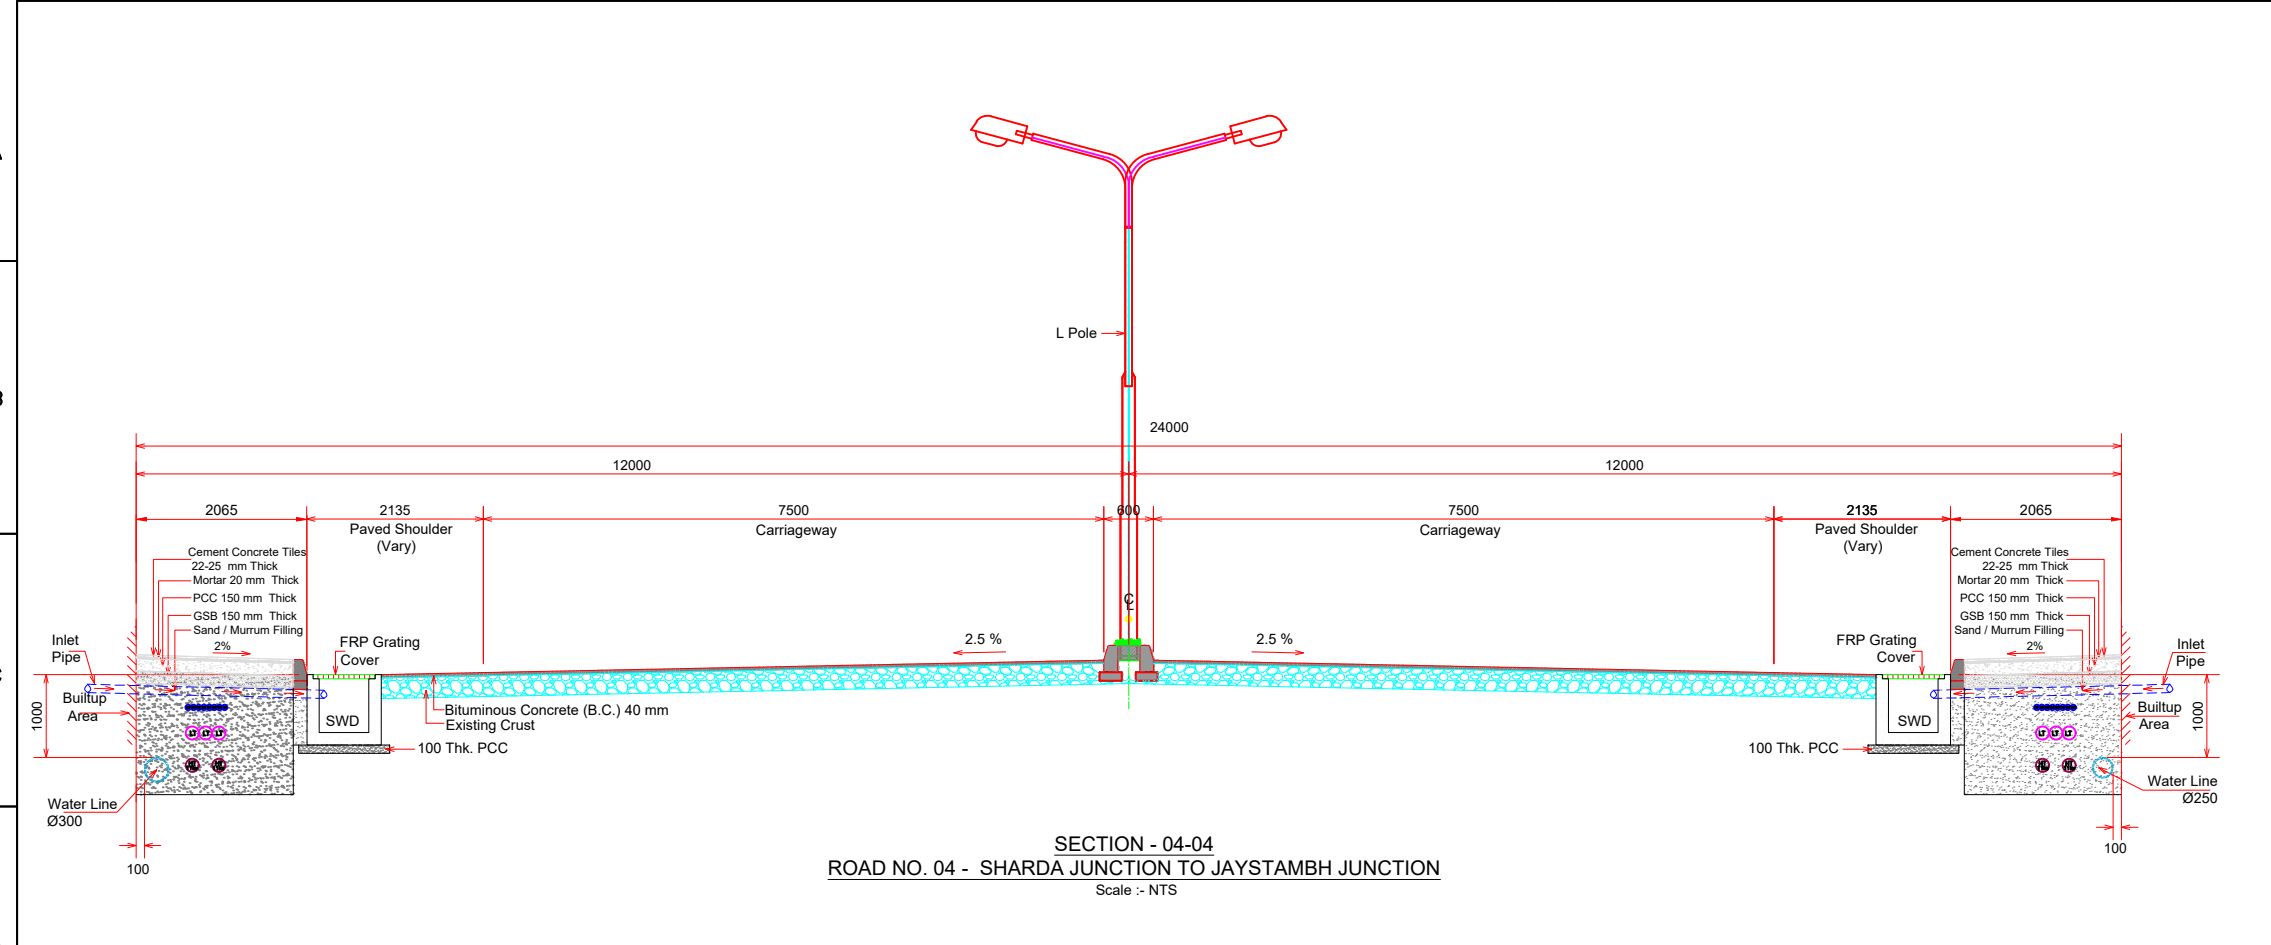 L Pole
24000
12000
12000
2065
2135
7500
600
7500
2135
2065
Paved Shoulder
(Vary)
Carriageway
Carriageway
Paved Shoulder
(Vary)
Cement Concrete Tiles
22-25 mm Thick
Mortar 20 mm Thick
PCC 150 mm Thick
GSB 150 mm Thick
Sand / Murrum Filling
2%
Cement Concrete Tiles
22-25 mm Thick
Mortar 20 mm Thick
PCC 150 mm Thick
GSB 150 mm Thick
Sand / Murrum Filling
2%
Inlet
Pipe
FRP Grating
Cover
2.5 %
2.5 %
FRP Grating
Cover
Inlet
Pipe
Builtup
Area
1000
SWD
Bituminous Concrete (B.C.) 40 mm
Existing Crust
100 Thk. PCC
LT LT LT
SWD
100 Thk. PCC
LT LT LT
Builtup
Area
1000
Water Line
Ø300
Water Line
Ø250
100
100
SECTION - 04-04
ROAD NO. 04 - SHARDA JUNCTION TO JAYSTAMBH JUNCTION
Scale :- NTS